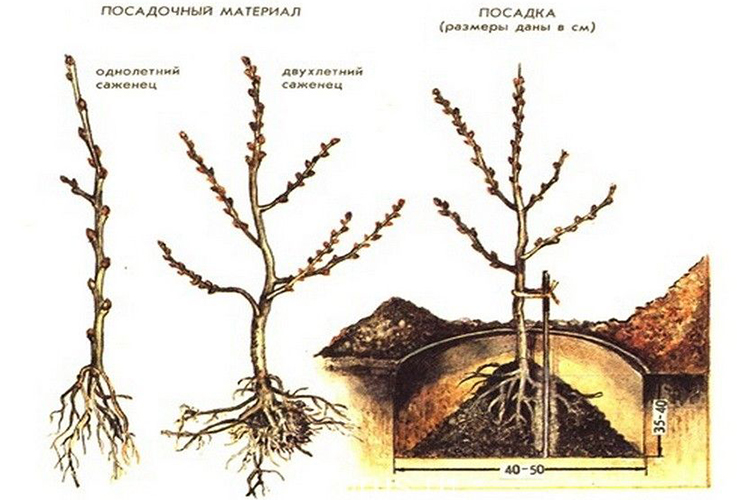 ПОСАДОЧНЫЙ МАТЕРИАЛ
однолетний
саженец
двухлетний
саженец
ПОСАДКА
(размеры даны в см)
35-40
40-50